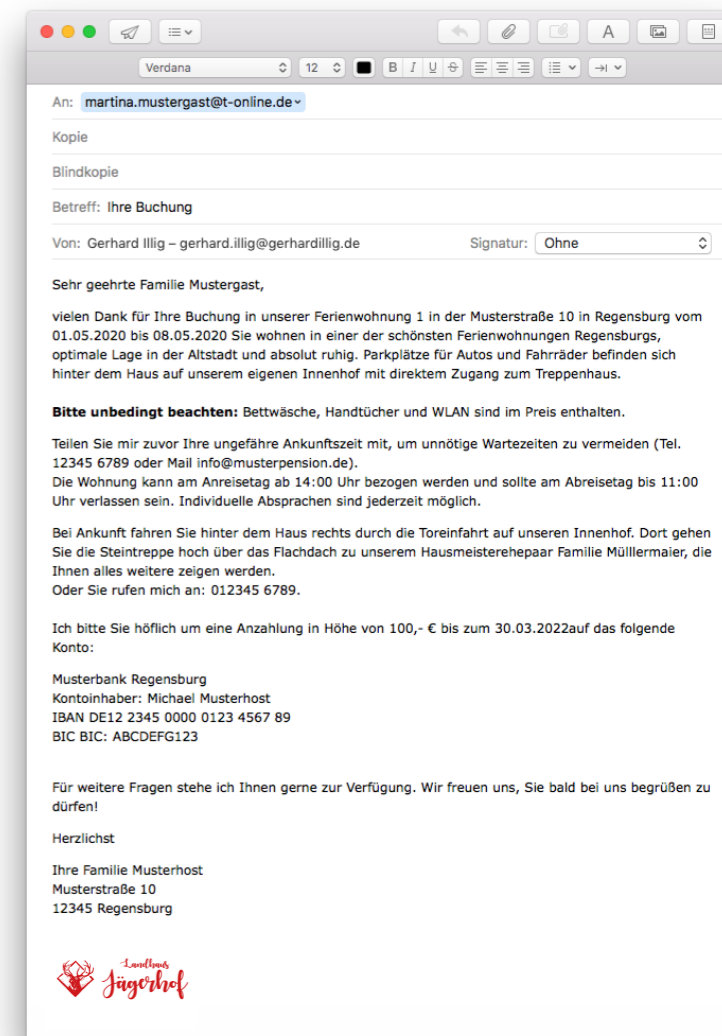 A
Verdana
12
B I U S
An: martina.mustergast@t-online.de
Kopie
Blindkopie
Betreff: Ihre Buchung
Von: Gerhard Illig – gerhard.illig@gerhardillig.de Signatur: Ohne
Sehr geehrte Familie Mustergast,
vielen Dank für Ihre Buchung in unserer Ferienwohnung 1 in der Musterstraße 10 in Regensburg vom
01.05.2020 bis 08.05.2020 Sie wohnen in einer der schönsten Ferienwohnungen Regensburgs,
optimale Lage in der Altstadt und absolut ruhig. Parkplätze für Autos und Fahrräder befinden sich
hinter dem Haus auf unserem eigenen Innenhof mit direktem Zugang zum Treppenhaus.
Bitte unbedingt beachten: Bettwäsche, Handtücher und WLAN sind im Preis enthalten.
Teilen Sie mir zuvor Ihre ungefähre Ankunftszeit mit, um unnötige Wartezeiten zu vermeiden (Tel.
12345 6789 oder Mail info@musterpension.de).
Die Wohnung kann am Anreisetag ab 14:00 Uhr bezogen werden und sollte am Abreisetag bis 11:00
Uhr verlassen sein. Individuelle Absprachen sind jederzeit möglich.
Bei Ankunft fahren Sie hinter dem Haus rechts durch die Toreinfahrt auf unseren Innenhof. Dort gehen
Sie die Steintreppe hoch über das Flachdach zu unserem Hausmeisterehepaar Familie Mülllermaier, die
Ihnen alles weitere zeigen werden.
Oder Sie rufen mich an: 012345 6789.
Ich bitte Sie höflich um eine Anzahlung in Höhe von 100,- € bis zum 30.03.2022auf das folgende
Konto:
Musterbank Regensburg
Kontoinhaber: Michael Musterhost
IBAN DE12 2345 0000 0123 4567 89
BIC BIC: ABCDEFG123
Für weitere Fragen stehe ich Ihnen gerne zur Verfügung. Wir freuen uns, Sie bald bei uns begrüßen zu
dürfen!
Herzlichst
Ihre Familie Musterhost
Musterstraße 10
12345 Regensburg
Landhaus
Jägerhof